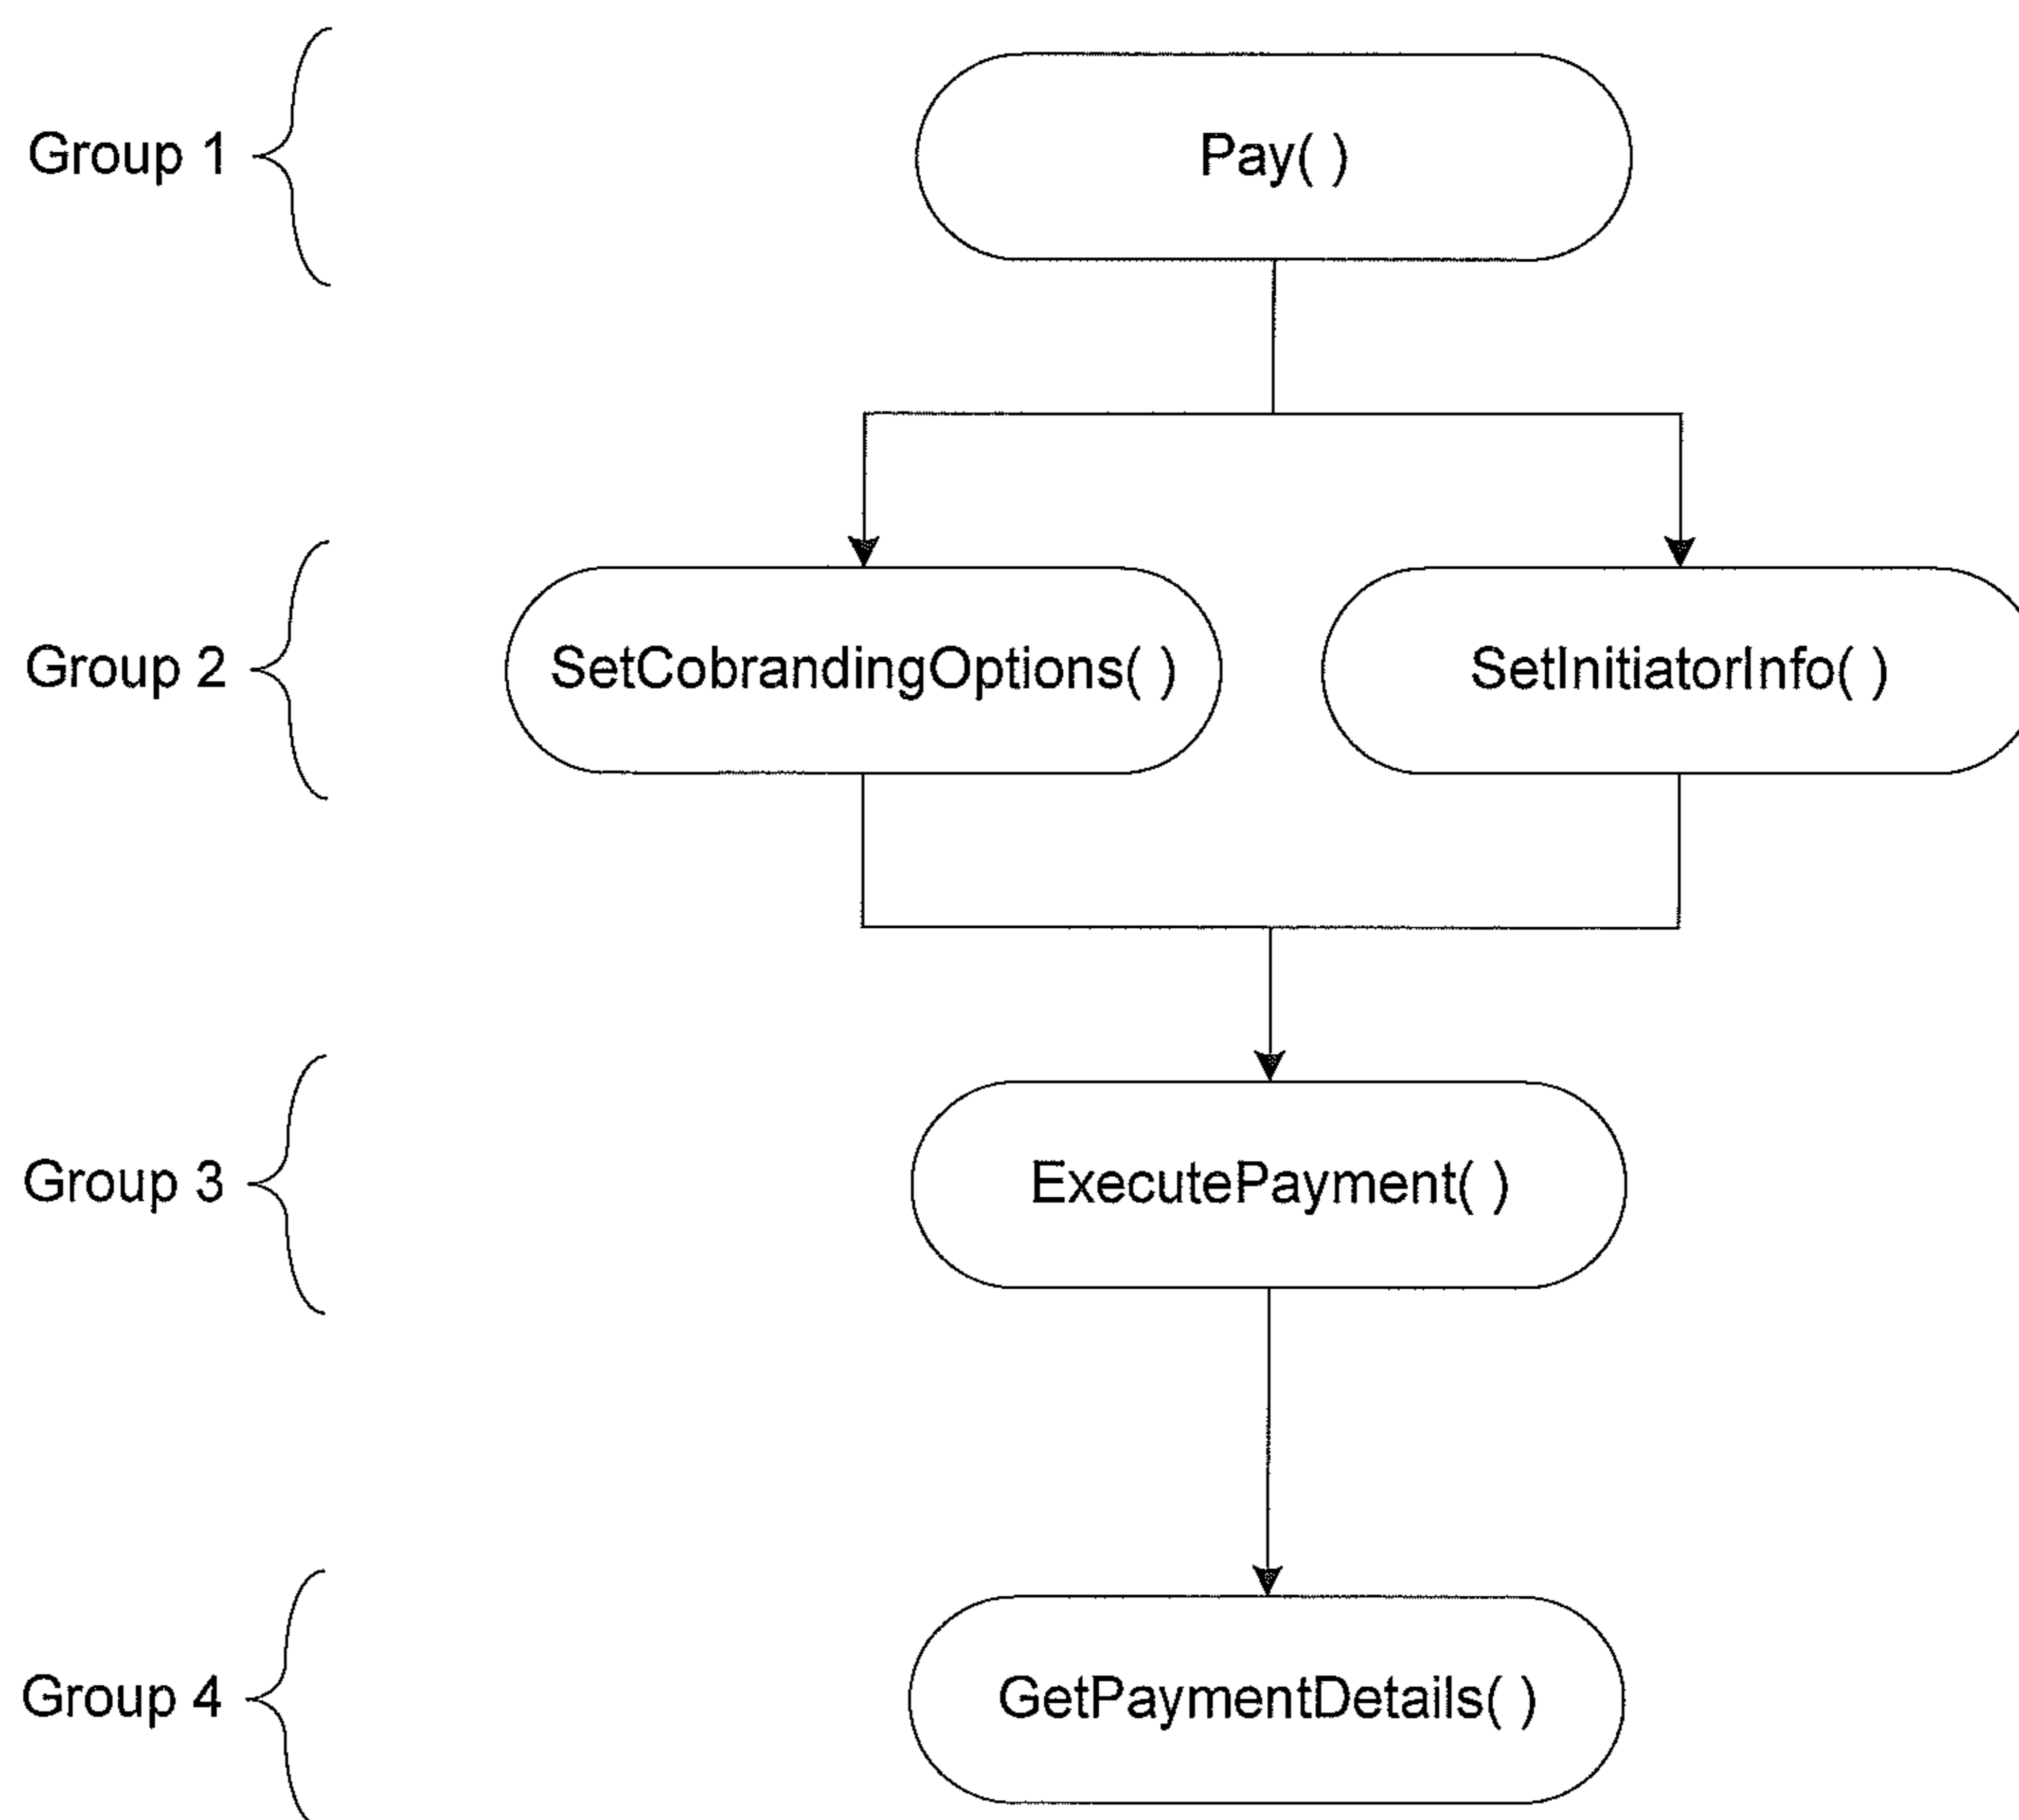 Group 1
Pay( )
Group 2
SetCobrandingOptions( )
SetInitiatorInfo( )
Group 3
ExecutePayment( )
Group 4
GetPaymentDetails( )